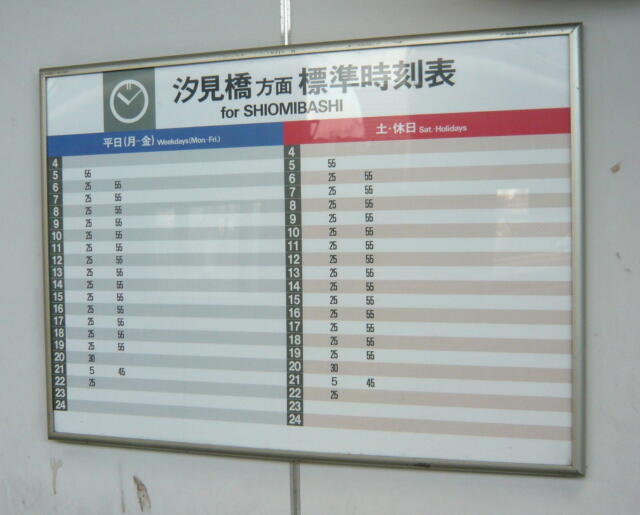 汐見橋 方面 標準時刻表
for SHIOMIBASHI
平日(月-金) Weekdays(Mon-Fri.) 土・休日 Sat.・Holidays
4 4
5 55 5 55
6 25 55 6 25 55
7 25 55 7 25 55
8 25 55 8 25 55
9 25 55 9 25 55
10 25 55 10 25 55
11 25 55 11 25 55
12 25 55 12 25 55
13 25 55 13 25 55
14 25 55 14 25 55
15 25 55 15 25 55
16 25 55 16 25 55
17 25 55 17 25 55
18 25 55 18 25 55
19 25 55 19 25 55
20 30 20 30
21 5 45 21 5 45
22 25 22 25
23 23
24 24